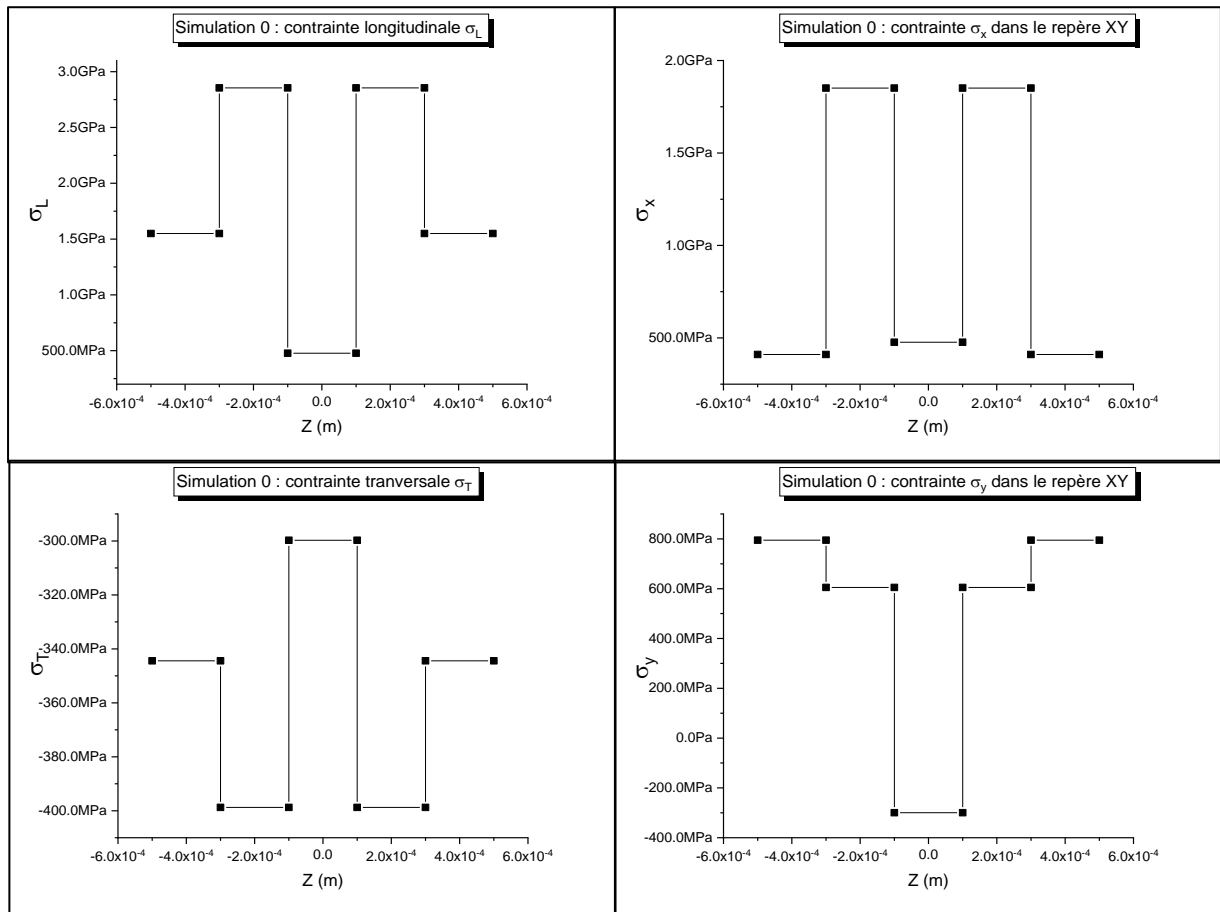 Simulation 0 : contrainte longitudinale σL
3.0GPa
2.5GPa
2.0GPa
1.5GPa
1.0GPa
500.0MPa
σL
-6.0x10-4 -4.0x10-4 -2.0x10-4 0.0 2.0x10-4 4.0x10-4 6.0x10-4
Z (m)
Simulation 0 : contrainte σx dans le repère XY
2.0GPa
1.5GPa
1.0GPa
500.0MPa
σx
-6.0x10-4 -4.0x10-4 -2.0x10-4 0.0 2.0x10-4 4.0x10-4 6.0x10-4
Z (m)
Simulation 0 : contrainte tranversale σT
-300.0MPa
-320.0MPa
-340.0MPa
-360.0MPa
-380.0MPa
-400.0MPa
σT
-6.0x10-4 -4.0x10-4 -2.0x10-4 0.0 2.0x10-4 4.0x10-4 6.0x10-4
Z (m)
Simulation 0 : contrainte σy dans le repère XY
800.0MPa
600.0MPa
400.0MPa
200.0MPa
0.0Pa
-200.0MPa
-400.0MPa
σy
-6.0x10-4 -4.0x10-4 -2.0x10-4 0.0 2.0x10-4 4.0x10-4 6.0x10-4
Z (m)